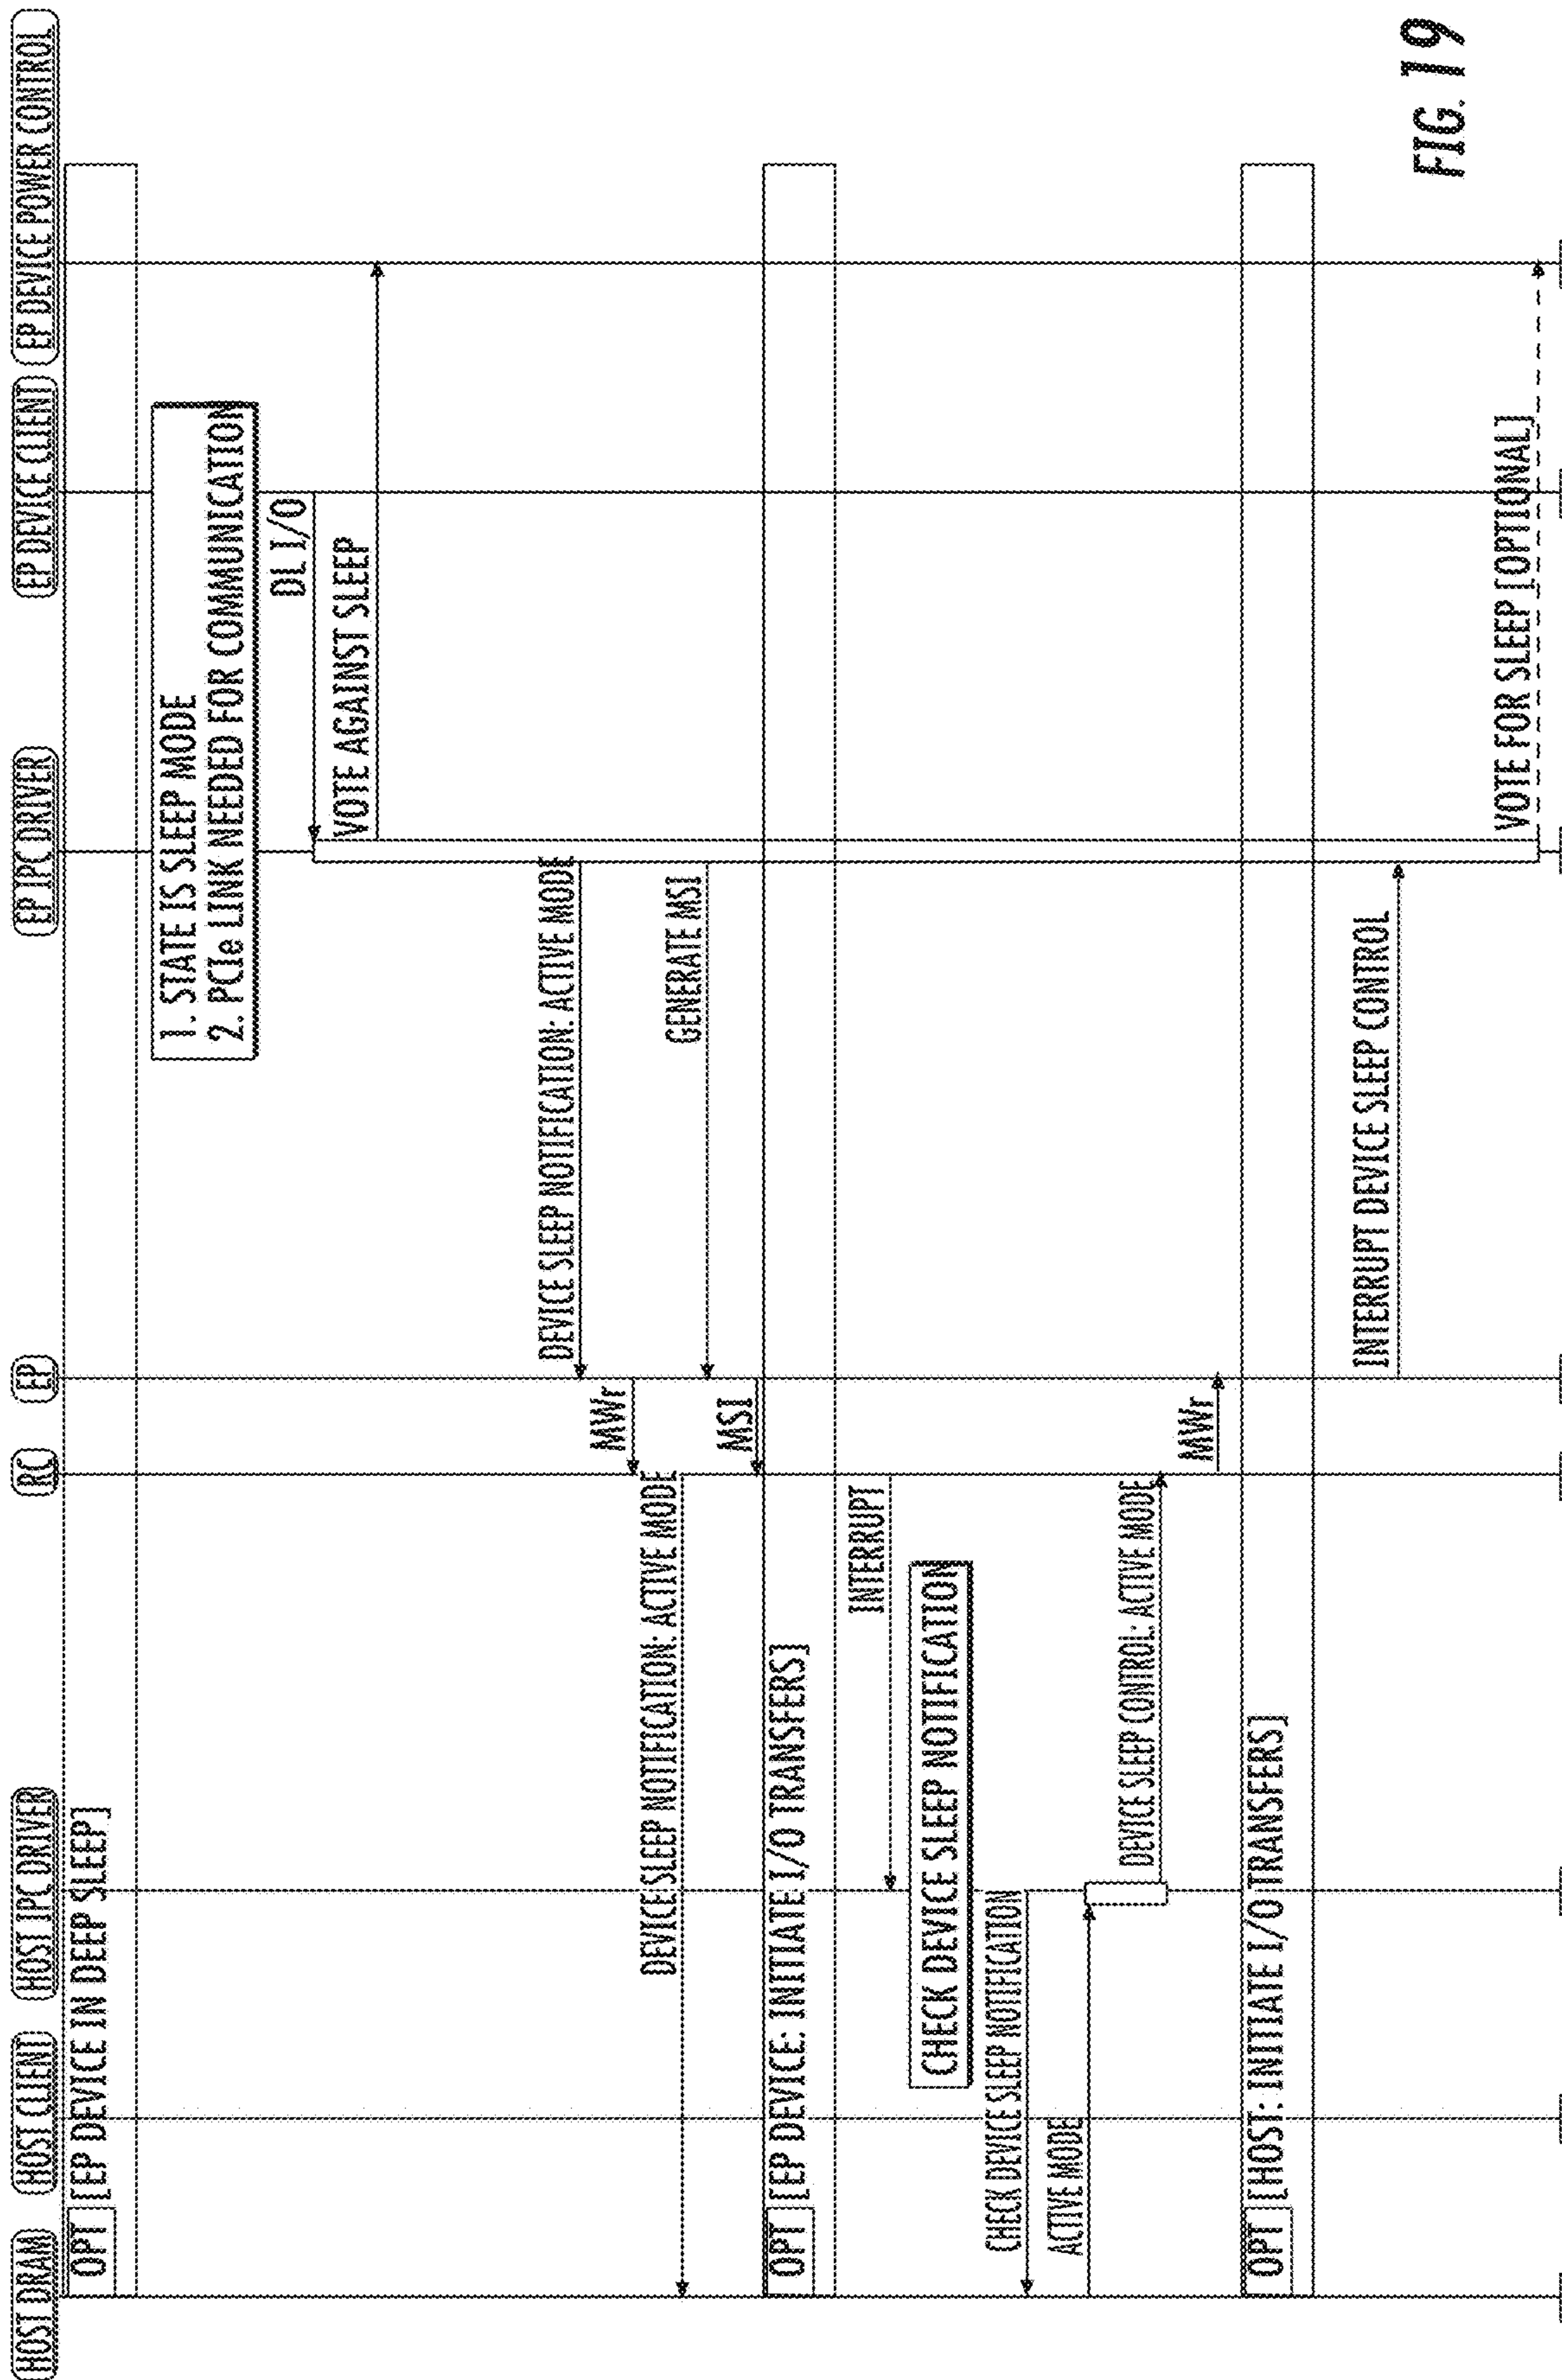 HOST DRAM
HOST CLIENT
HOST IPC DRIVER
RC
EP
EP IPC DRIVER
EP DEVICE CLIENT
EP DEVICE POWER CONTROL
OPT [EP DEVICE IN DEEP SLEEP]
1. STATE IS SLEEP MODE
2. PCIe LINK NEEDED FOR COMMUNICATION
DL I/O
VOTE AGAINST SLEEP
DEVICE SLEEP NOTIFICATION: ACTIVE MODE
MWr
DEVICE SLEEP NOTIFICATION: ACTIVE MODE
GENERATE MSI
MSI
OPT [EP DEVICE: INITIATE I/O TRANSFERS]
INTERRUPT
CHECK DEVICE SLEEP NOTIFICATION
CHECK DEVICE SLEEP NOTIFICATION
ACTIVE MODE
DEVICE SLEEP CONTROL: ACTIVE MODE
MWr
OPT [HOST: INITIATE I/O TRANSFERS]
INTERRUPT DEVICE SLEEP CONTROL
VOTE FOR SLEEP [OPTIONAL]
FIG. 19